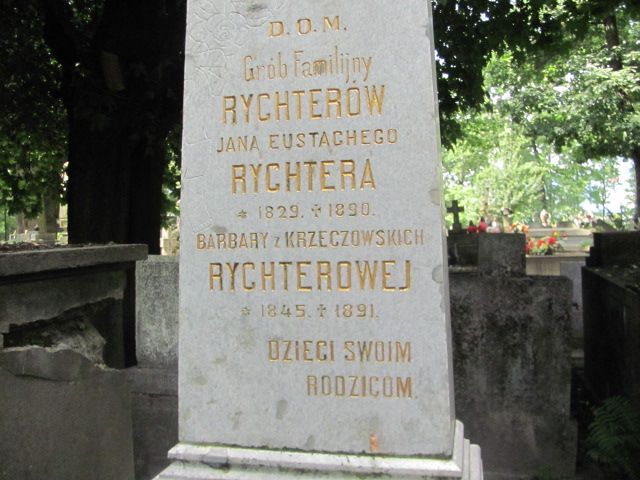 D.O.M.
Grób Familijny
RYCHTERÓW
JANA EUSTACHEGO
RYCHTERA
* 1829. † 1890.
BARBARY z KRZECZOWSKICH
RYCHTEROWEJ
* 1845. † 1891.
DZIECI SWOIM
RODZICOM.